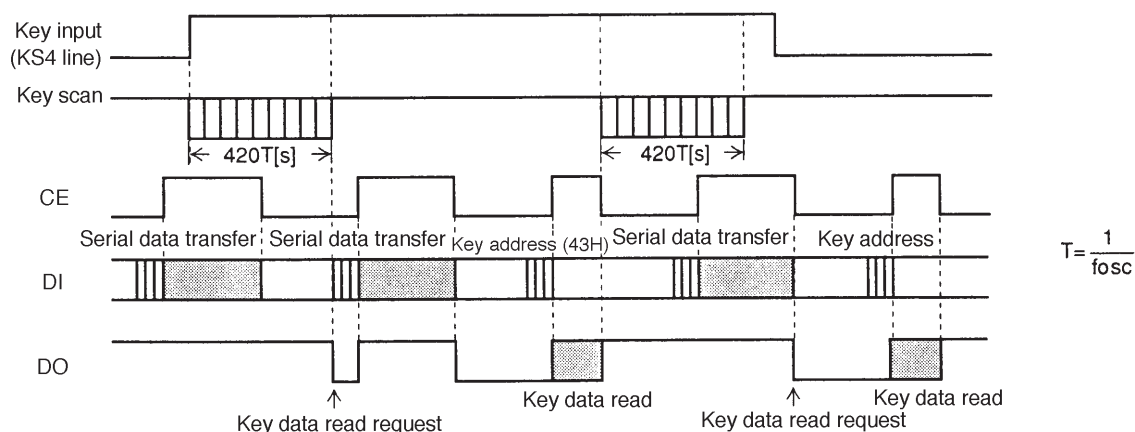 Key input
(KS4 line)
Key scan
420T[s]
420T[s]
CE
Serial data transfer
Serial data transfer
Key address (43H)
Serial data transfer
Key address
T=1/fosc
DI
DO
Key data read
Key data read
Key data read request
Key data read request